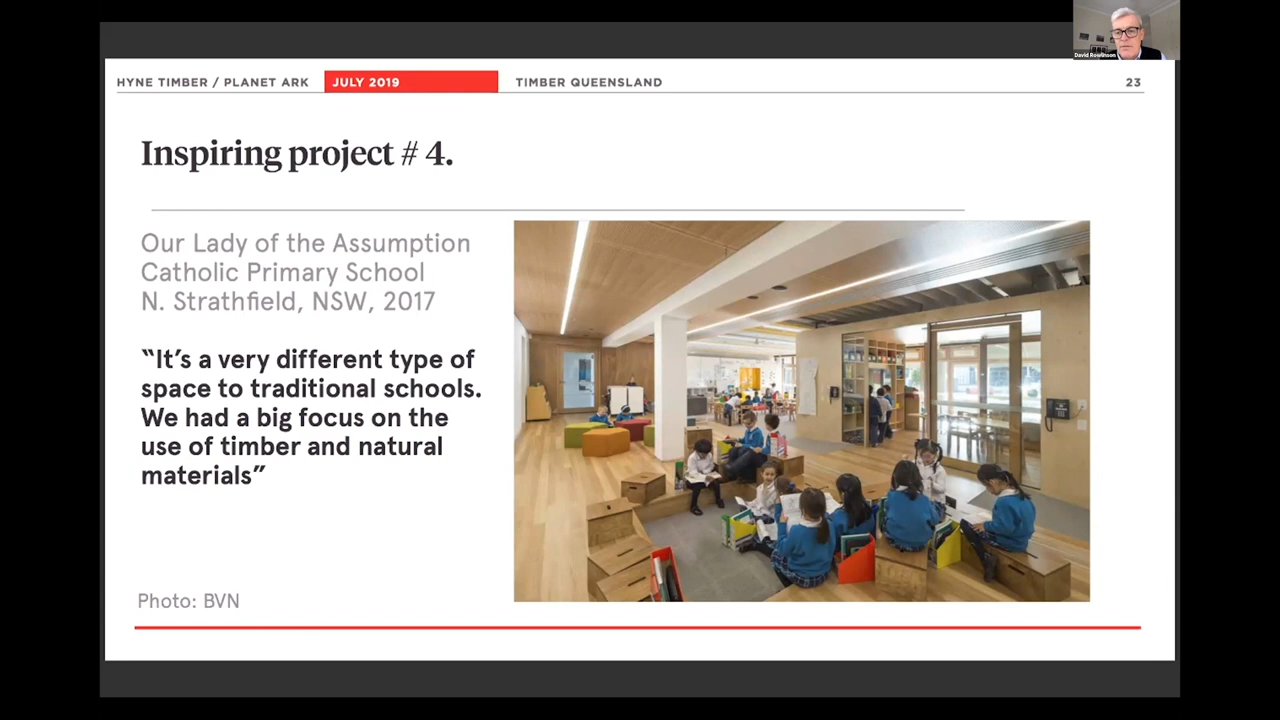 David Rowlinson
HYNE TIMBER / PLANET ARK JULY 2019 TIMBER QUEENSLAND 23
Inspiring project # 4.
Our Lady of the Assumption
Catholic Primary School
N. Strathfield, NSW, 2017
“It’s a very different type of
space to traditional schools.
We had a big focus on the
use of timber and natural
materials”
Photo: BVN